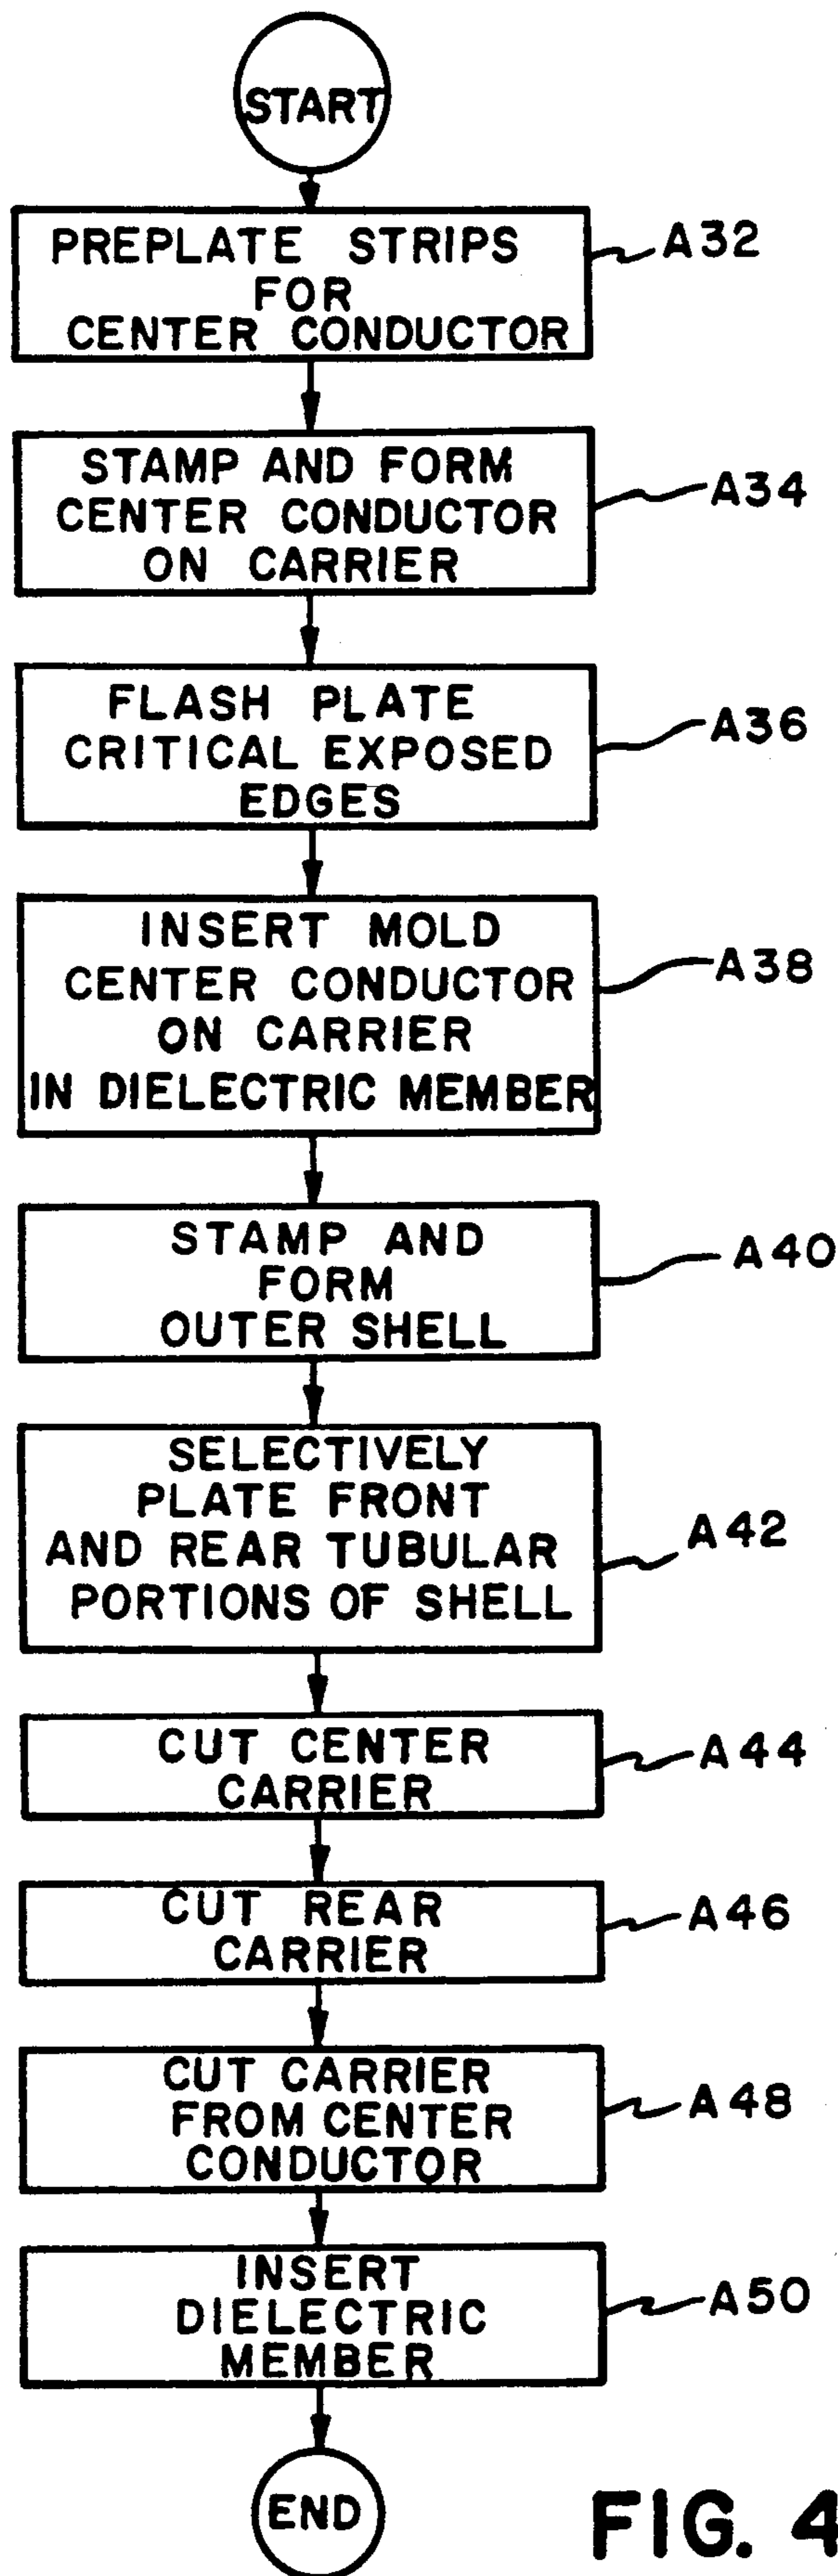 START
PREPLATE STRIPS
FOR
CENTER CONDUCTOR
A32
STAMP AND FORM
CENTER CONDUCTOR
ON CARRIER
A34
FLASH PLATE
CRITICAL EXPOSED
EDGES
A36
INSERT MOLD
CENTER CONDUCTOR
ON CARRIER
IN DIELECTRIC MEMBER
A38
STAMP AND
FORM
OUTER SHELL
A40
SELECTIVELY
PLATE FRONT
AND REAR TUBULAR
PORTIONS OF SHELL
A42
CUT CENTER
CARRIER
A44
CUT REAR
CARRIER
A46
CUT CARRIER
FROM CENTER
CONDUCTOR
A48
INSERT
DIELECTRIC
MEMBER
A50
END
FIG. 4